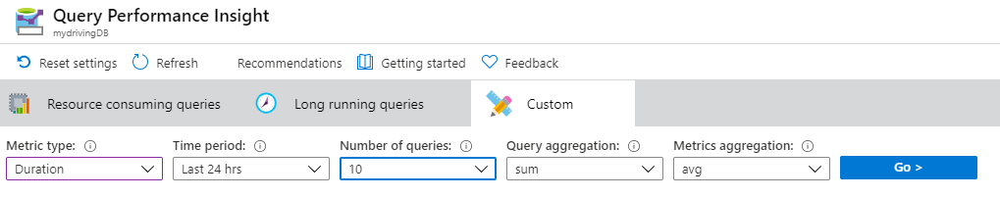 Query Performance Insight
mydrivingDB
Reset settings Refresh Recommendations Getting started Feedback
Resource consuming queries Long running queries Custom
Metric type: Time period: Number of queries: Query aggregation: Metrics aggregation:
Duration Last 24 hrs 10 sum avg Go >